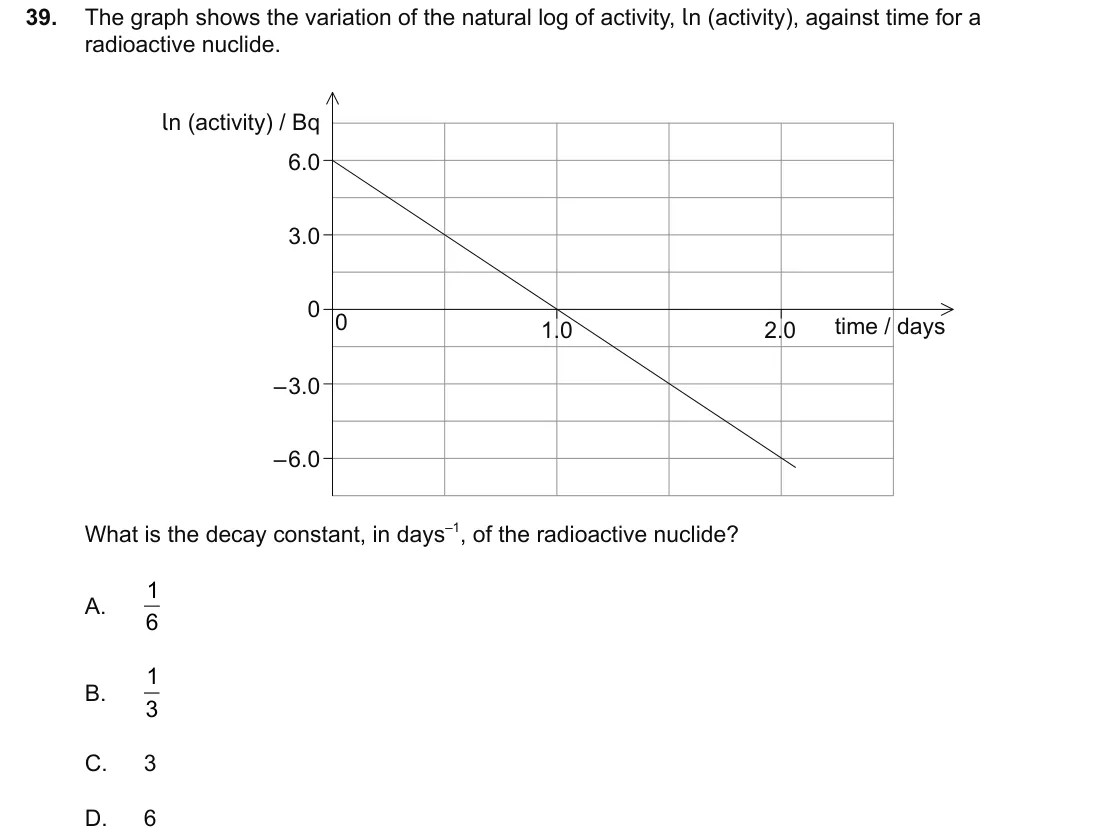 39. The graph shows the variation of the natural log of activity, ln (activity), against time for a
radioactive nuclide.
ln (activity) / Bq
6.0
3.0
0
0
1.0
2.0
time / days
–3.0
–6.0
What is the decay constant, in days⁻¹, of the radioactive nuclide?
A. 1/6
B. 1/3
C. 3
D. 6